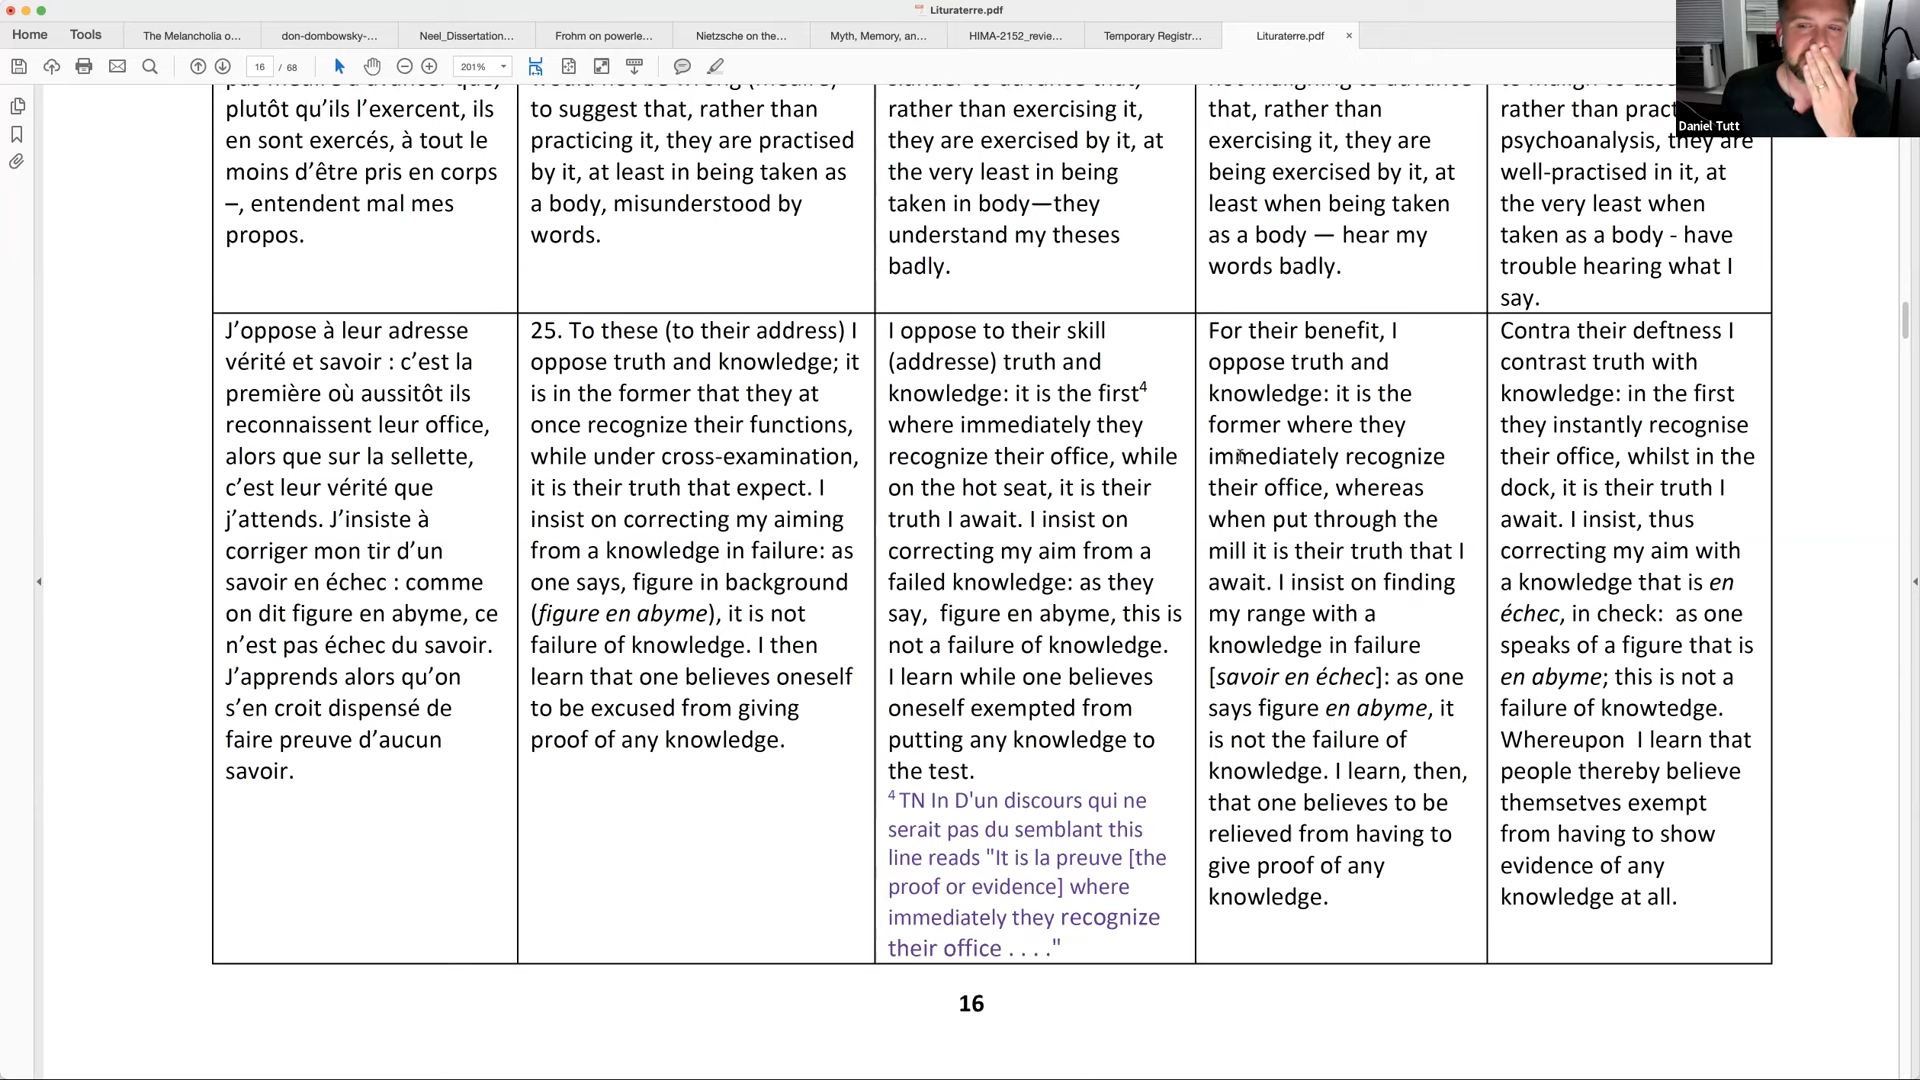 Lituraterre.pdf
Home
Tools
The Melancholia o...
don-dombowsky-...
Neel_Dissertation...
Frohm on powerle...
Nietzsche on the...
Myth, Memory, an...
HIMA-2152_revie...
Temporary Registr...
Lituraterre.pdf
16 / 68
201%
Daniel Tutt
plutôt qu’ils l’exercent, ils
en sont exercés, à tout le
moins d’être pris en corps
–, entendent mal mes
propos.
to suggest that, rather than
practicing it, they are practised
by it, at least in being taken as
a body, misunderstood by
words.
rather than exercising it,
they are exercised by it, at
the very least in being
taken in body—they
understand my theses
badly.
that, rather than
exercising it, they are
being exercised by it, at
least when being taken
as a body — hear my
words badly.
rather than
psychoanalysis, they are
well-practised in it, at
the very least when
taken as a body - have
trouble hearing what I
say.
J’oppose à leur adresse
vérité et savoir : c’est la
première où aussitôt ils
reconnaissent leur office,
alors que sur la sellette,
c’est leur vérité que
j’attends. J’insiste à
corriger mon tir d’un
savoir en échec : comme
on dit figure en abyme, ce
n’est pas échec du savoir.
J’apprends alors qu’on
s’en croit dispensé de
faire preuve d’aucun
savoir.
25. To these (to their address) I
oppose truth and knowledge; it
is in the former that they at
once recognize their functions,
while under cross-examination,
it is their truth that expect. I
insist on correcting my aiming
from a knowledge in failure: as
one says, figure in background
(figure en abyme), it is not
failure of knowledge. I then
learn that one believes oneself
to be excused from giving
proof of any knowledge.
I oppose to their skill
(addresse) truth and
knowledge: it is the first⁴
where immediately they
recognize their office, while
on the hot seat, it is their
truth I await. I insist on
correcting my aim from a
failed knowledge: as they
say, figure en abyme, this is
not a failure of knowledge.
I learn while one believes
oneself exempted from
putting any knowledge to
the test.
⁴ TN In D'un discours qui ne
serait pas du semblant this
line reads "It is la preuve [the
proof or evidence] where
immediately they recognize
their office . . . ."
For their benefit, I
oppose truth and
knowledge: it is the
former where they
immediately recognize
their office, whereas
when put through the
mill it is their truth that I
await. I insist on finding
my range with a
knowledge in failure
[savoir en échec]: as one
says figure en abyme, it
is not the failure of
knowledge. I learn, then,
that one believes to be
relieved from having to
give proof of any
knowledge.
Contra their deftness I
contrast truth with
knowledge: in the first
they instantly recognise
their office, whilst in the
dock, it is their truth I
await. I insist, thus
correcting my aim with
a knowledge that is en
échec, in check: as one
speaks of a figure that is
en abyme; this is not a
failure of knowtedge.
Whereupon I learn that
people thereby believe
themsetves exempt
from having to show
evidence of any
knowledge at all.
16